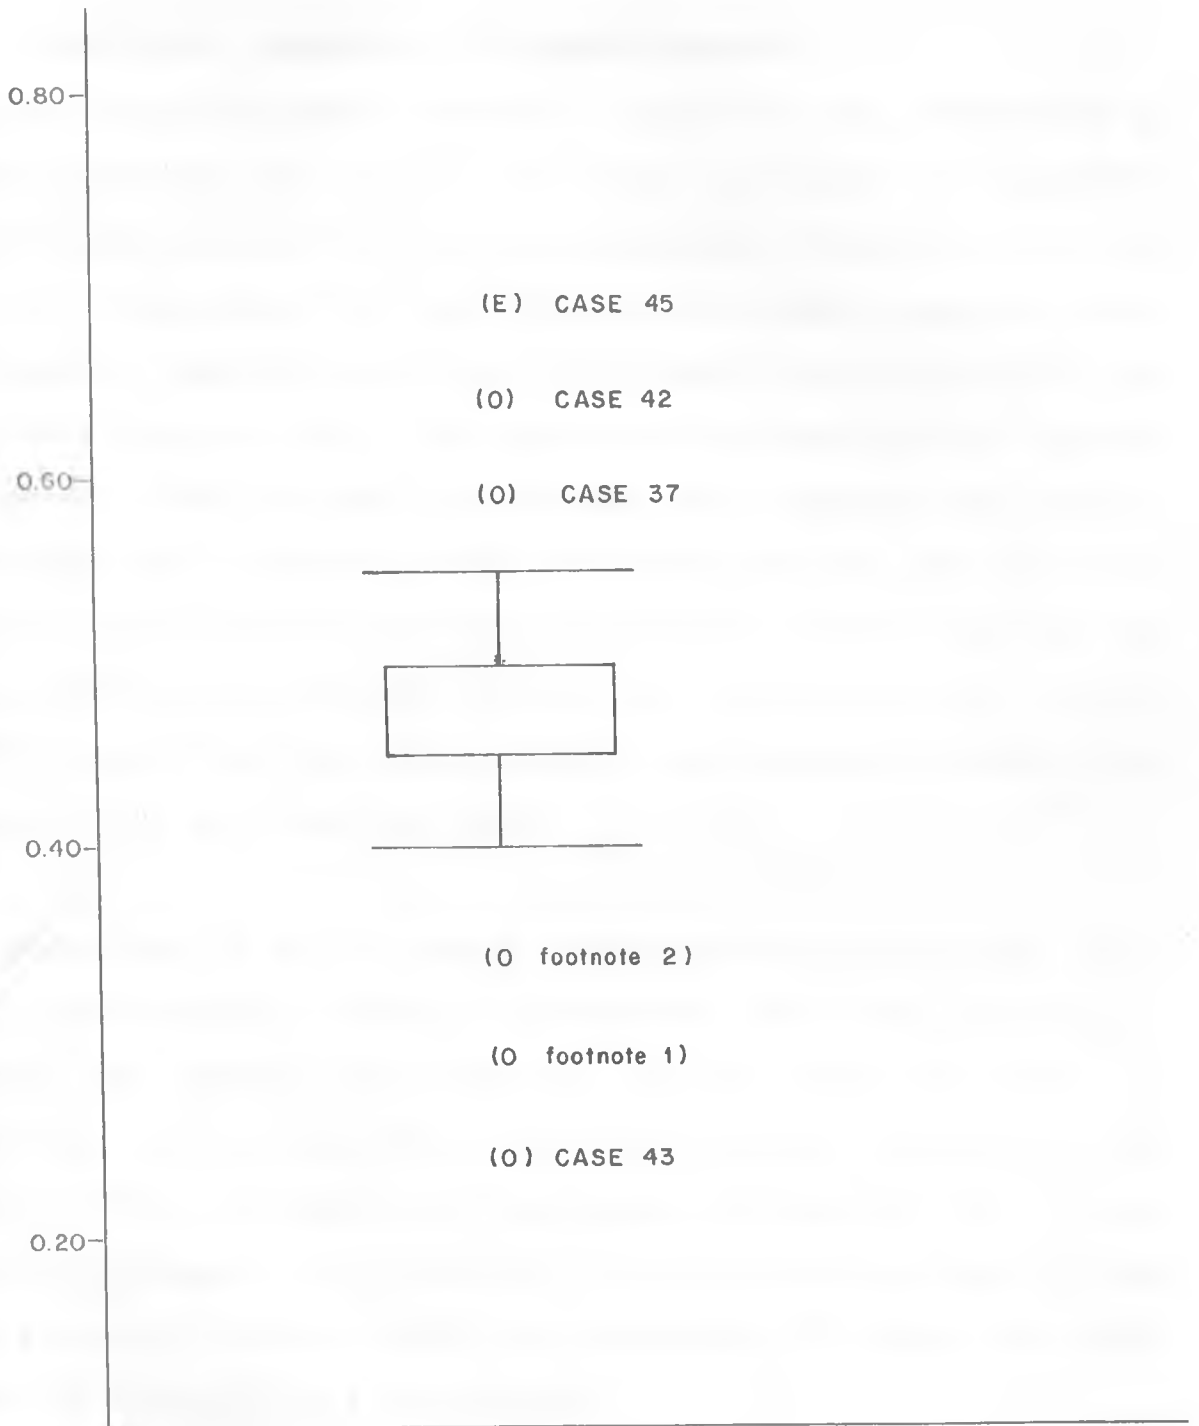 0.80
(E) CASE 45
(O) CASE 42
0.60
(O) CASE 37
0.40
(O footnote 2)
(O footnote 1)
(O) CASE 43
0.20